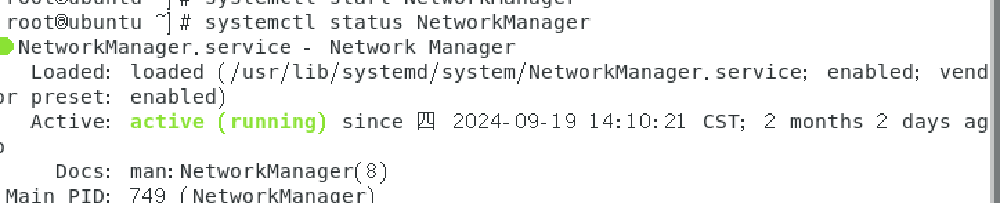 root@ubuntu ~]# systemctl start NetworkManager
root@ubuntu ~]# systemctl status NetworkManager
NetworkManager.service - Network Manager
Loaded: loaded (/usr/lib/systemd/system/NetworkManager.service; enabled; vend
or preset: enabled)
Active: active (running) since 四 2024-09-19 14:10:21 CST; 2 months 2 days ag
o
Docs: man:NetworkManager(8)
Main PID: 749 (NetworkManager)